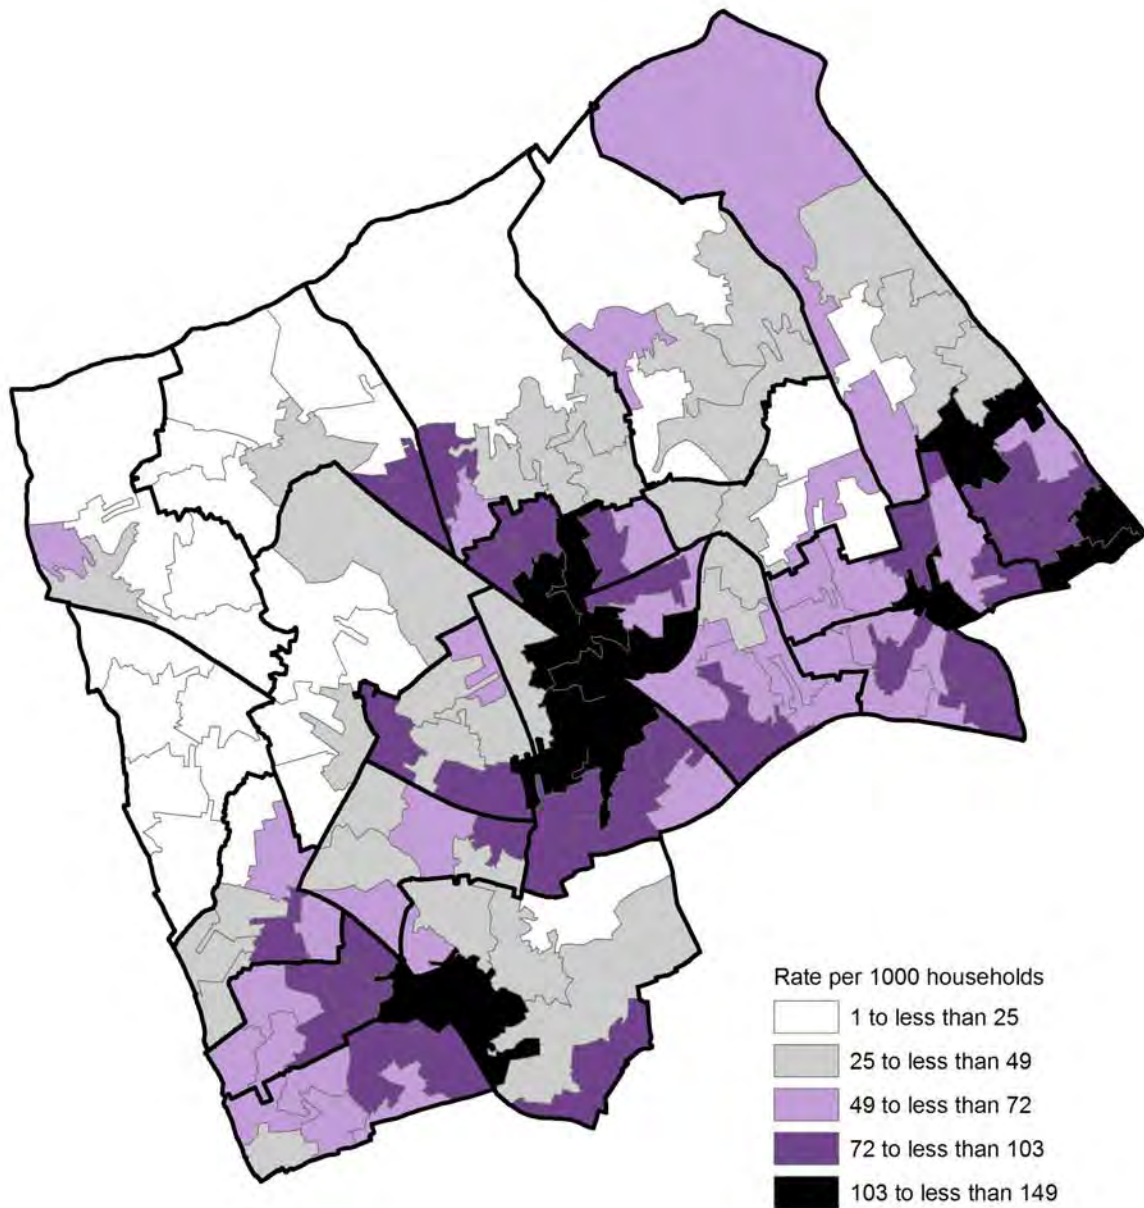 Rate per 1000 households
1 to less than 25
25 to less than 49
49 to less than 72
72 to less than 103
103 to less than 149